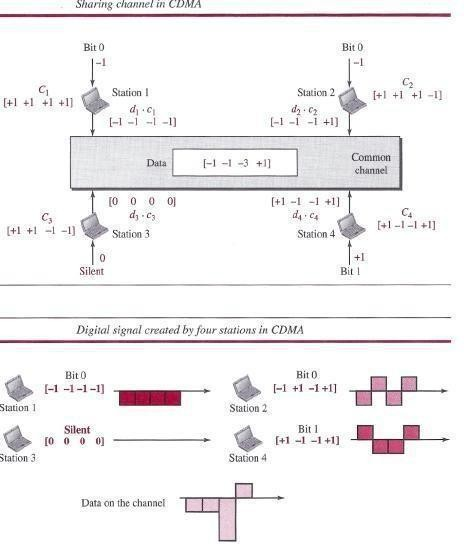 Sharing channel in CDMA
Bit 0
Bit 0
-1
-1
C1
[+1 +1 +1 +1]
Station 1
Station 2
C2
[+1 +1 +1 -1]
d1 · c1
[-1 -1 -1 -1]
d2 · c2
[-1 -1 -1 +1]
Data
[-1 -1 -3 +1]
Common
channel
[0 0 0 0]
d3 · c3
[+1 -1 -1 +1]
d4 · c4
C3
[+1 +1 -1 -1]
Station 3
Station 4
C4
[+1 -1 -1 +1]
0
Silent
+1
Bit 1
Digital signal created by four stations in CDMA
Bit 0
[-1 -1 -1 -1]
Station 1
Bit 0
[-1 +1 -1 +1]
Station 2
Silent
[0 0 0 0]
Station 3
Bit 1
[+1 -1 -1 +1]
Station 4
Data on the channel